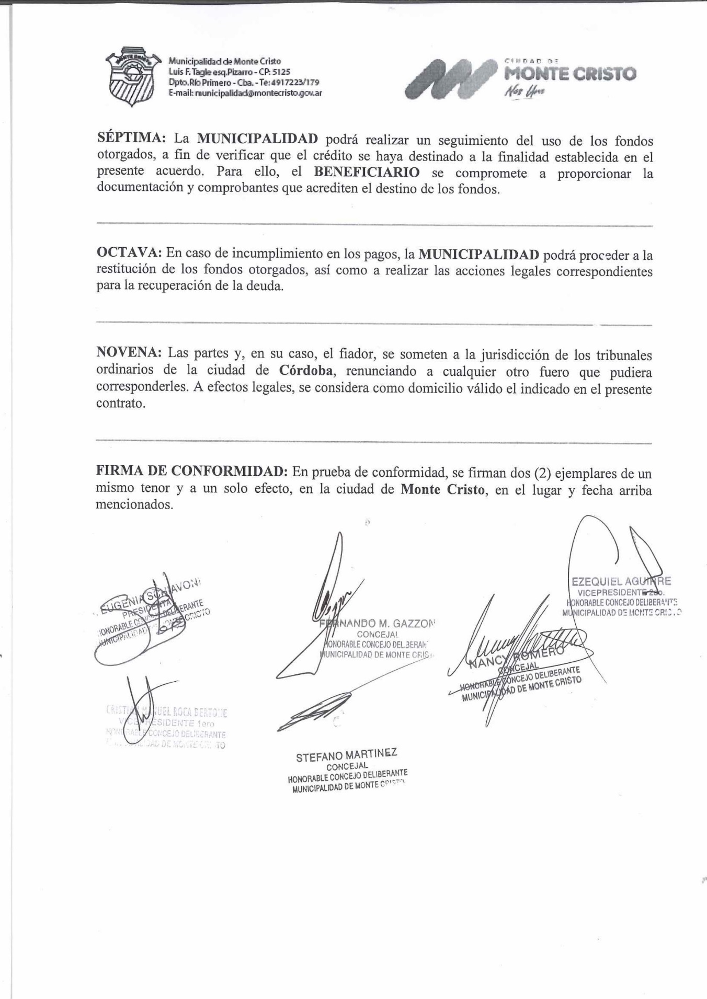 MONTE CRISTO
Municipalidad de Monte Cristo
Luis F. Tagle esq.Pizarro - CP: 5125
Dpto.Río Primero - Cba. - Te: 4917223/179
E-mail: municipalidad@montecristo.gov.ar
CIUDAD DE
MONTE CRISTO
Nos Une
SÉPTIMA: La MUNICIPALIDAD podrá realizar un seguimiento del uso de los fondos
otorgados, a fin de verificar que el crédito se haya destinado a la finalidad establecida en el
presente acuerdo. Para ello, el BENEFICIARIO se compromete a proporcionar la
documentación y comprobantes que acrediten el destino de los fondos.
OCTAVA: En caso de incumplimiento en los pagos, la MUNICIPALIDAD podrá proceder a la
restitución de los fondos otorgados, así como a realizar las acciones legales correspondientes
para la recuperación de la deuda.
NOVENA: Las partes y, en su caso, el fiador, se someten a la jurisdicción de los tribunales
ordinarios de la ciudad de Córdoba, renunciando a cualquier otro fuero que pudiera
corresponderles. A efectos legales, se considera como domicilio válido el indicado en el presente
contrato.
FIRMA DE CONFORMIDAD: En prueba de conformidad, se firman dos (2) ejemplares de un
mismo tenor y a un solo efecto, en la ciudad de Monte Cristo, en el lugar y fecha arriba
mencionados.
EUGENIA SCHIAVONI
PRESIDENTA
HONORABLE CONCEJO DELIBERANTE
MUNICIPALIDAD DE MONTE CRISTO
FERNANDO M. GAZZON
CONCEJAL
HONORABLE CONCEJO DELIBERANT
MUNICIPALIDAD DE MONTE CRIST
EZEQUIEL AGUIRRE
VICEPRESIDENTE 2do.
HONORABLE CONCEJO DELIBERANTE
MUNICIPALIDAD DE MONTE CRISTO
NANCY ROMERO
CONCEJAL
HONORABLE CONCEJO DELIBERANTE
MUNICIPALIDAD DE MONTE CRISTO
CRISTIAN MANUEL ROCA BERTONE
VICEPRESIDENTE 1ero
HONORABLE CONCEJO DELIBERANTE
MUNICIPALIDAD DE MONTE CRISTO
STEFANO MARTINEZ
CONCEJAL
HONORABLE CONCEJO DELIBERANTE
MUNICIPALIDAD DE MONTE CRISTO